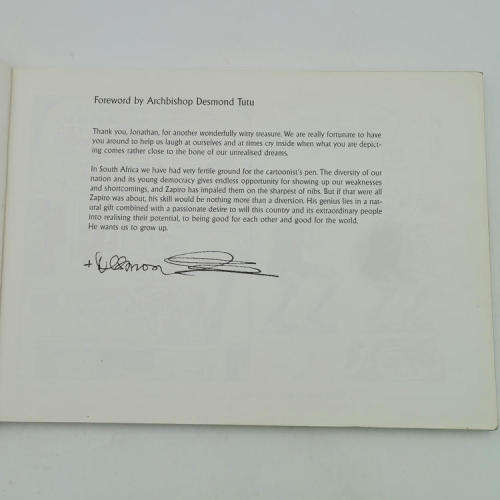 Foreword by Archbishop Desmond Tutu
Thank you, Jonathan, for another wonderfully witty treasure. We are really fortunate to have
you around to help us laugh at ourselves and at times cry inside when what you are depict-
ing comes rather close to the bone of our unrealised dreams.
In South Africa we have had very fertile ground for the cartoonist's pen. The diversity of our
nation and its young democracy gives endless opportunity for showing up our weaknesses
and shortcomings, and Zapiro has impaled them on the sharpest of nibs. But if that were all
Zapiro was about, his skill would be nothing more than a diversion. His genius lies in a nat-
ural gift combined with a passionate desire to will this country and its extraordinary people
into realising their potential, to being good for each other and good for the world.
He wants us to grow up.
+ Desmond